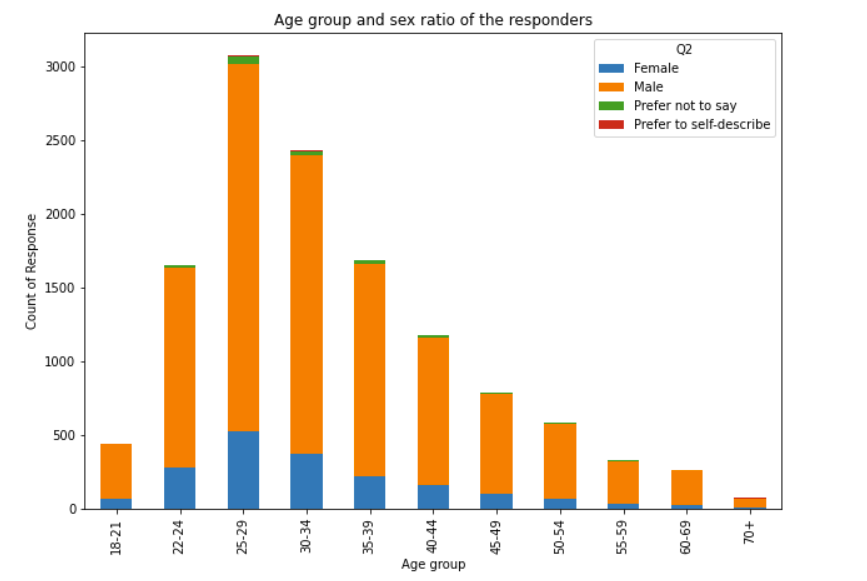 Age group and sex ratio of the responders
Q2
Female
Male
Prefer not to say
Prefer to self-describe
Count of Response
3000
2500
2000
1500
1000
500
0
18-21
22-24
25-29
30-34
35-39
40-44
45-49
50-54
55-59
60-69
70+
Age group